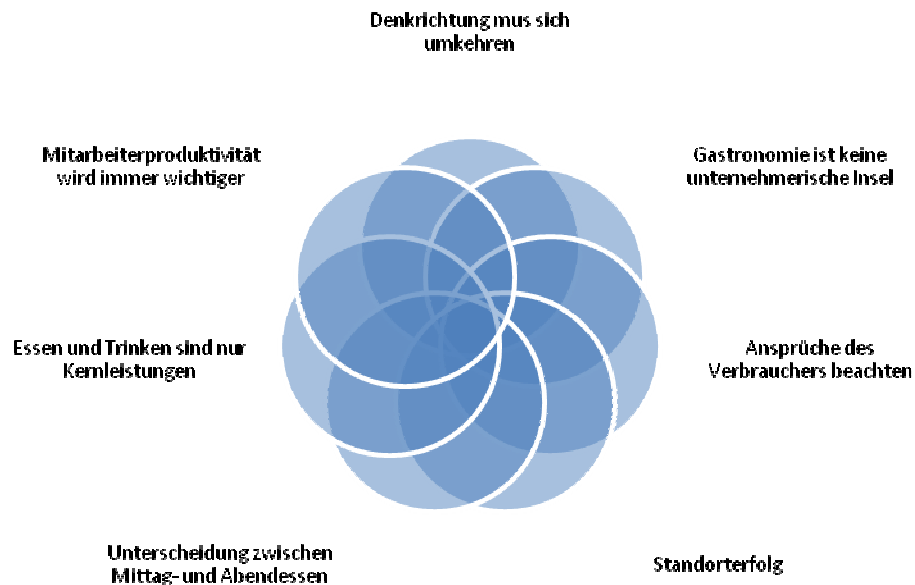 Denkrichtung mus sich
umkehren
Mitarbeiterproduktivität
wird immer wichtiger
Gastronomie ist keine
unternehmerische Insel
Essen und Trinken sind nur
Kernleistungen
Ansprüche des
Verbrauchers beachten
Unterscheidung zwischen
Mittag- und Abendessen
Standorterfolg